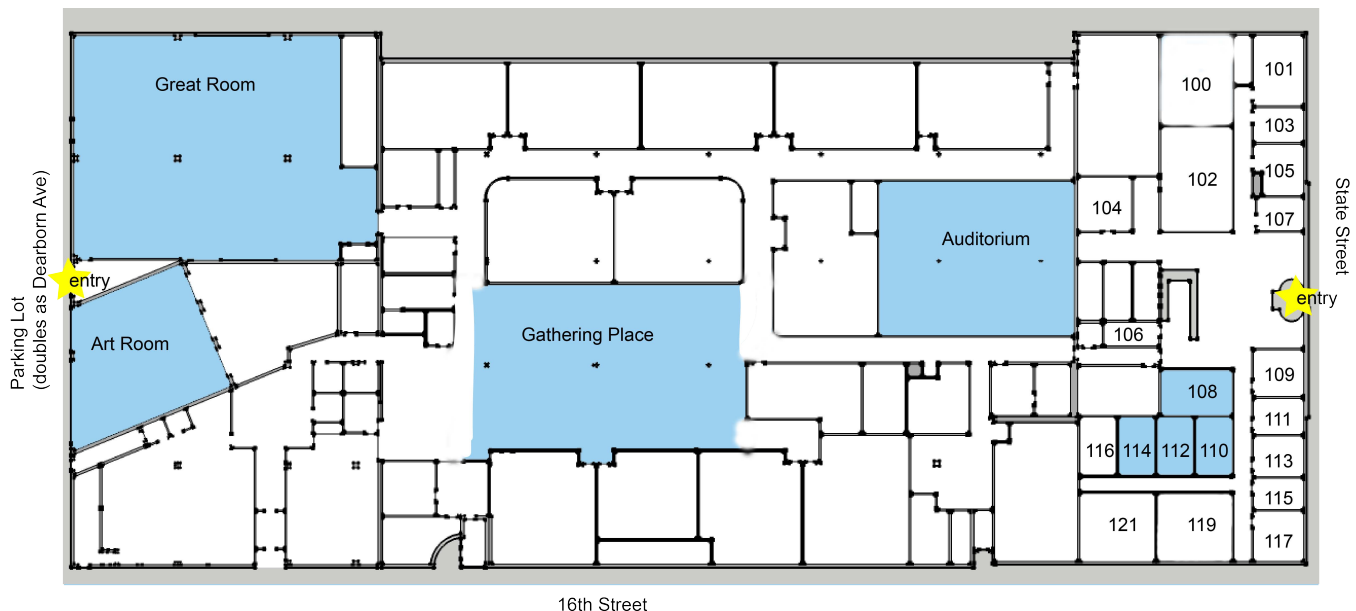 Great Room
100
101
103
105
102
104
107
Auditorium
entry
entry
Parking Lot
(doubles as Dearborn Ave)
State Street
Art Room
Gathering Place
106
108
109
111
116
114
112
110
113
115
121
119
117
16th Street